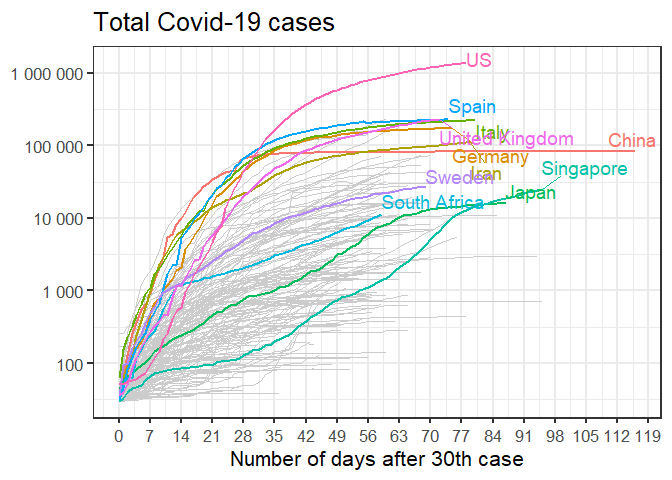 Total Covid-19 cases
1 000 000
100 000
10 000
1 000
100
US
Spain
Italy
United Kingdom
China
Germany
Singapore
Iran
Sweden
Japan
South Africa
0 7 14 21 28 35 42 49 56 63 70 77 84 91 98 105 112 119
Number of days after 30th case